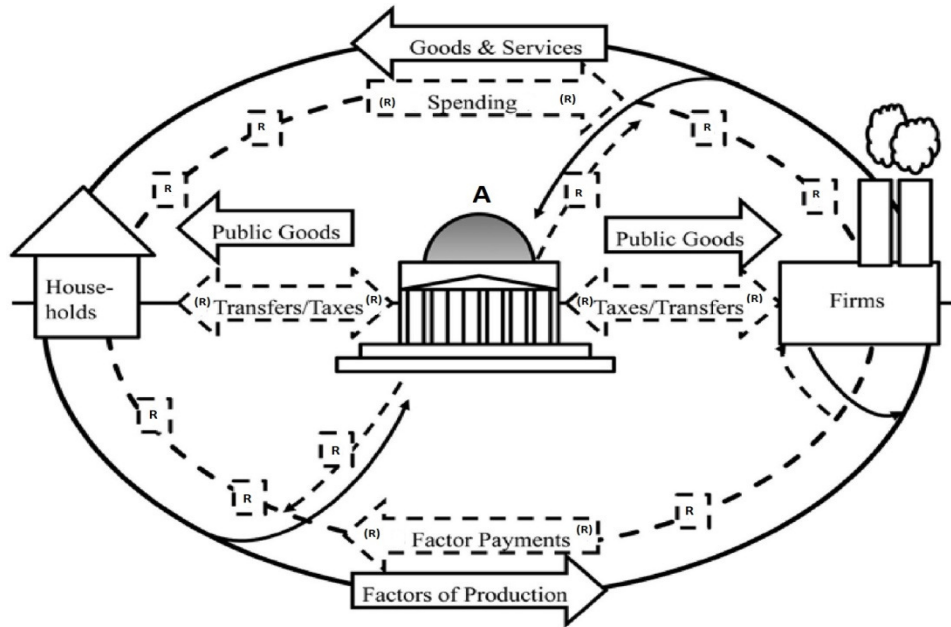 Goods & Services
(R) Spending (R)
R
R
R
R
R
A
Public Goods
Public Goods
House-
holds
(R) Transfers/Taxes (R)
(R) Taxes/Transfers (R)
Firms
R
R
R
R
(R) Factor Payments (R)
Factors of Production